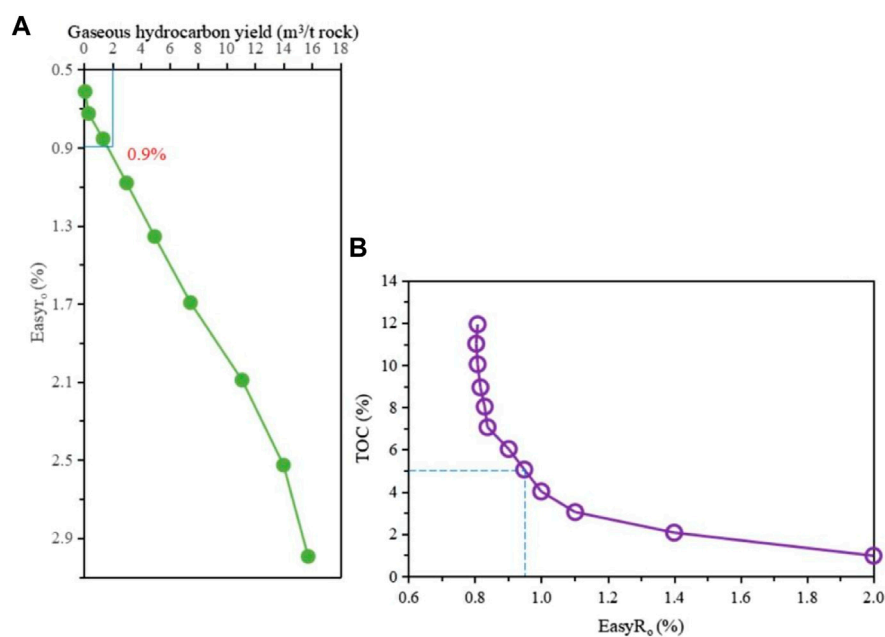 A
Gaseous hydrocarbon yield (m³/t rock)
0 2 4 6 8 10 12 14 16 18
0.5
0.9
0.9%
1.3
1.7
2.1
2.5
2.9
Easyrₒ (%)
B
14
12
10
8
6
4
2
0
TOC (%)
0.6 0.8 1.0 1.2 1.4 1.6 1.8 2.0
EasyRₒ (%)